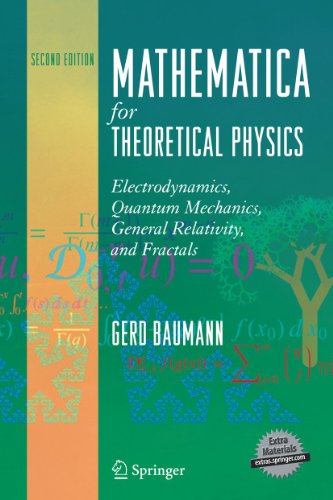 SECOND EDITION
MATHEMATICA
for
THEORETICAL PHYSICS
Electrodynamics,
Quantum Mechanics,
General Relativity,
and Fractals
GERD BAUMANN
Extra
Materials
extras.springer.com
Springer